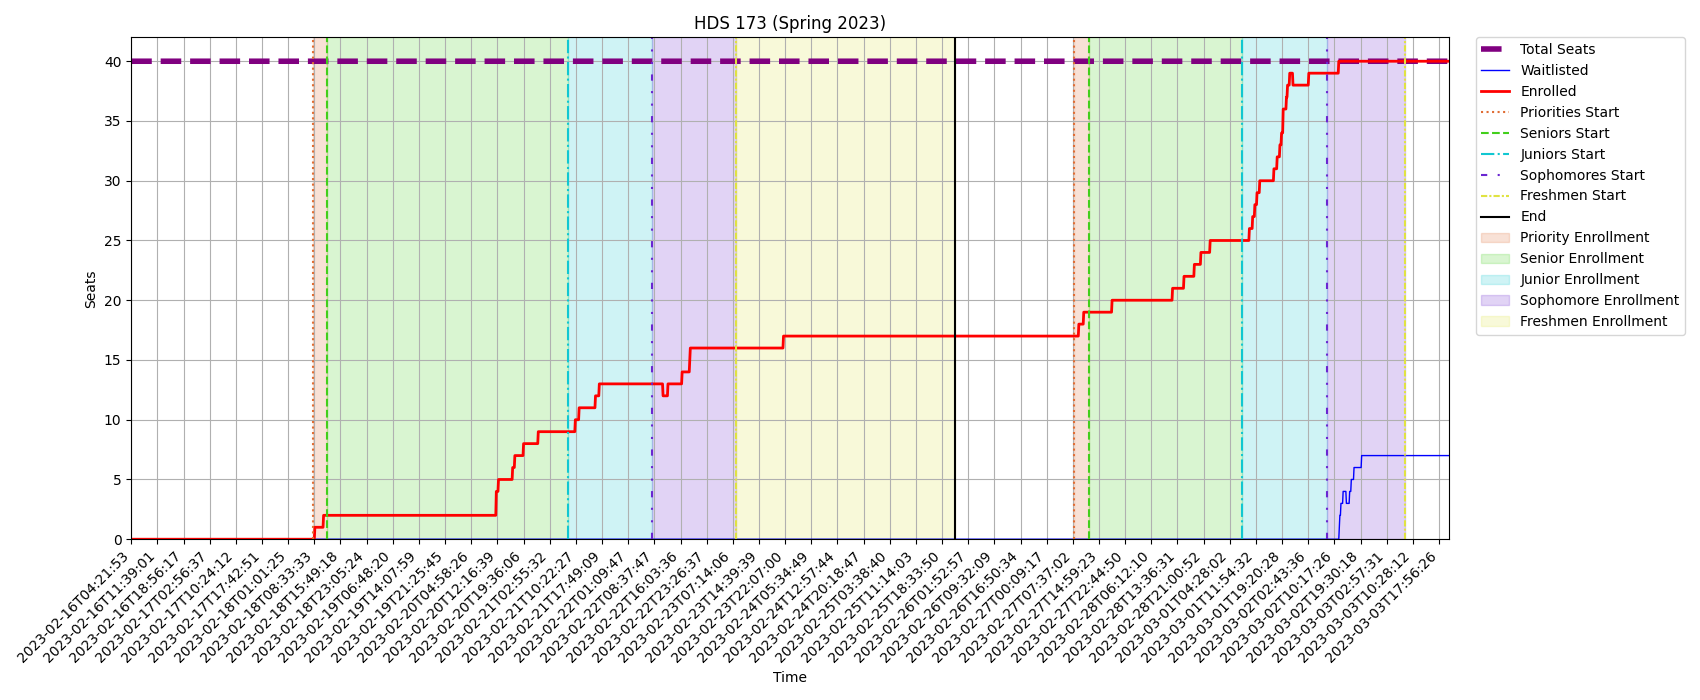 HDS 173 (Spring 2023)
Seats
40
35
30
25
20
15
10
5
0
2023-02-16T04:21:53
2023-02-16T11:39:01
2023-02-16T18:56:17
2023-02-17T02:56:37
2023-02-17T10:24:12
2023-02-17T17:42:51
2023-02-18T01:01:25
2023-02-18T08:33:33
2023-02-18T15:49:18
2023-02-18T23:05:24
2023-02-19T06:48:20
2023-02-19T14:07:59
2023-02-19T21:25:45
2023-02-20T04:58:26
2023-02-20T12:16:39
2023-02-20T19:36:06
2023-02-21T02:55:32
2023-02-21T10:22:27
2023-02-21T17:49:09
2023-02-22T01:09:47
2023-02-22T08:37:47
2023-02-22T16:03:36
2023-02-22T23:26:37
2023-02-23T07:14:06
2023-02-23T14:39:39
2023-02-23T22:07:00
2023-02-24T05:34:49
2023-02-24T12:57:44
2023-02-24T20:18:47
2023-02-25T03:38:40
2023-02-25T11:14:03
2023-02-25T18:33:50
2023-02-26T01:52:57
2023-02-26T09:32:09
2023-02-26T16:50:34
2023-02-27T00:09:17
2023-02-27T07:37:02
2023-02-27T14:59:23
2023-02-27T22:44:50
2023-02-28T06:12:10
2023-02-28T13:36:31
2023-02-28T21:00:52
2023-03-01T04:28:02
2023-03-01T11:54:32
2023-03-01T19:20:28
2023-03-02T02:43:36
2023-03-02T10:17:26
2023-03-02T19:30:18
2023-03-03T02:57:31
2023-03-03T10:28:12
2023-03-03T17:56:26
Time
Total Seats
Waitlisted
Enrolled
Priorities Start
Seniors Start
Juniors Start
Sophomores Start
Freshmen Start
End
Priority Enrollment
Senior Enrollment
Junior Enrollment
Sophomore Enrollment
Freshmen Enrollment